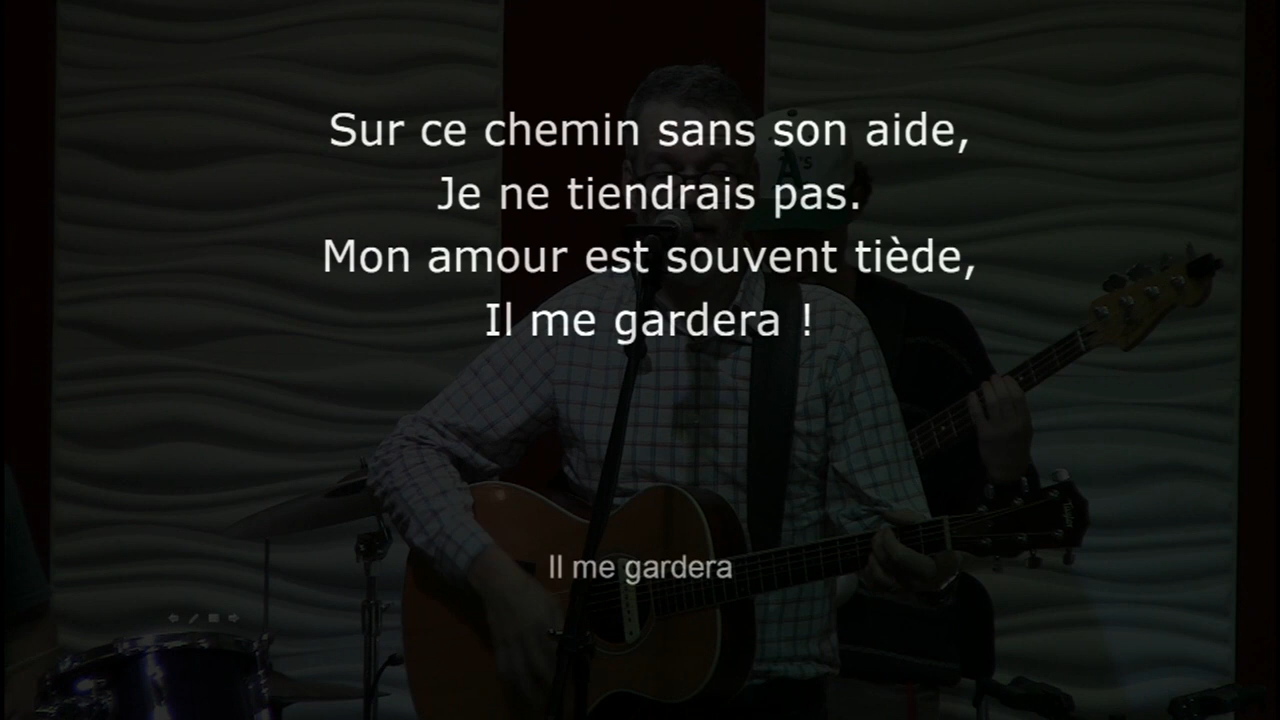 Sur ce chemin sans son aide,
Je ne tiendrais pas.
Mon amour est souvent tiède,
Il me gardera !
Il me gardera